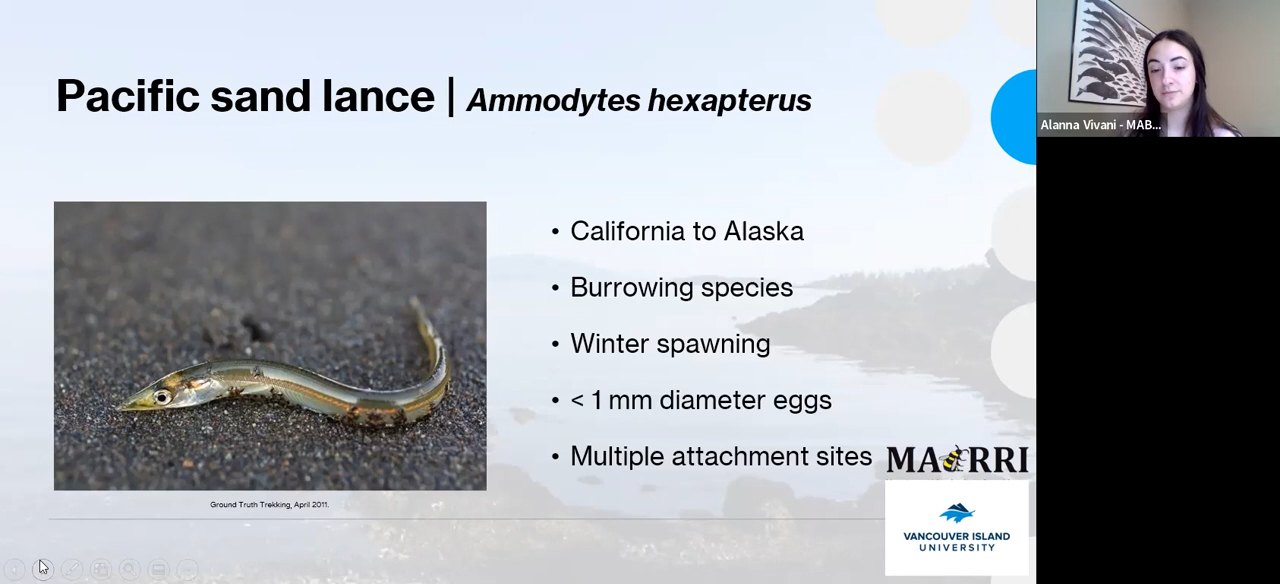 Pacific sand lance | Ammodytes hexapterus
• California to Alaska
• Burrowing species
• Winter spawning
• < 1 mm diameter eggs
• Multiple attachment sites
Ground Truth Trekking, April 2011.
MABRRI
VANCOUVER ISLAND
UNIVERSITY
Alanna Vivani - MAB...